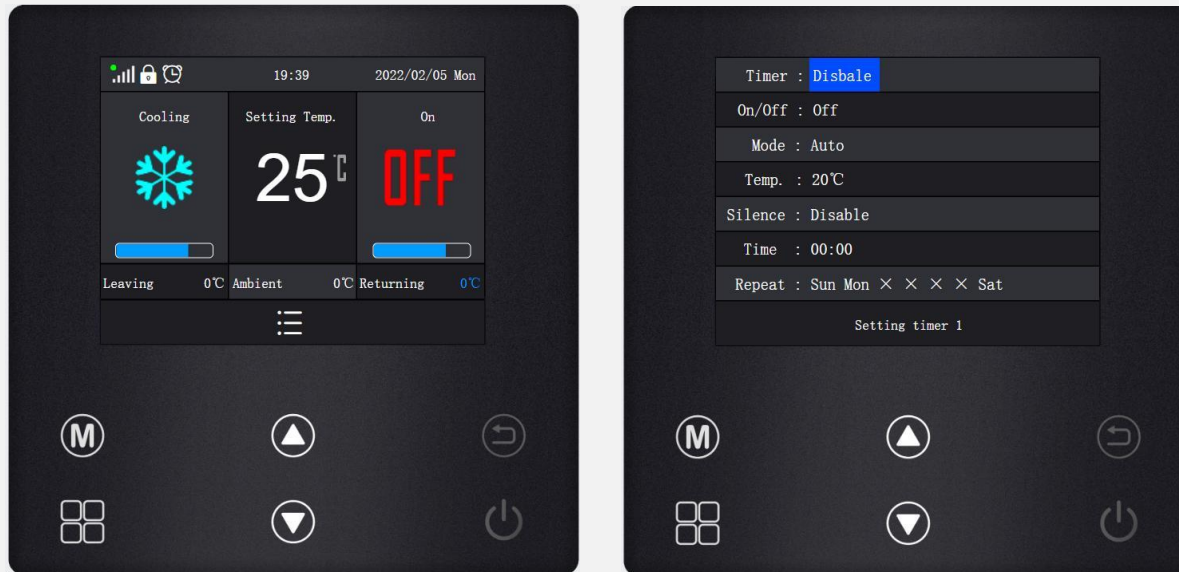 19:39 2022/02/05 Mon
Cooling Setting Temp. On
25℃ OFF
Leaving 0℃ Ambient 0℃ Returning 0℃
M
Timer : Disbale
On/Off : Off
Mode : Auto
Temp. : 20℃
Silence : Disable
Time : 00:00
Repeat : Sun Mon × × × × Sat
Setting timer 1
M